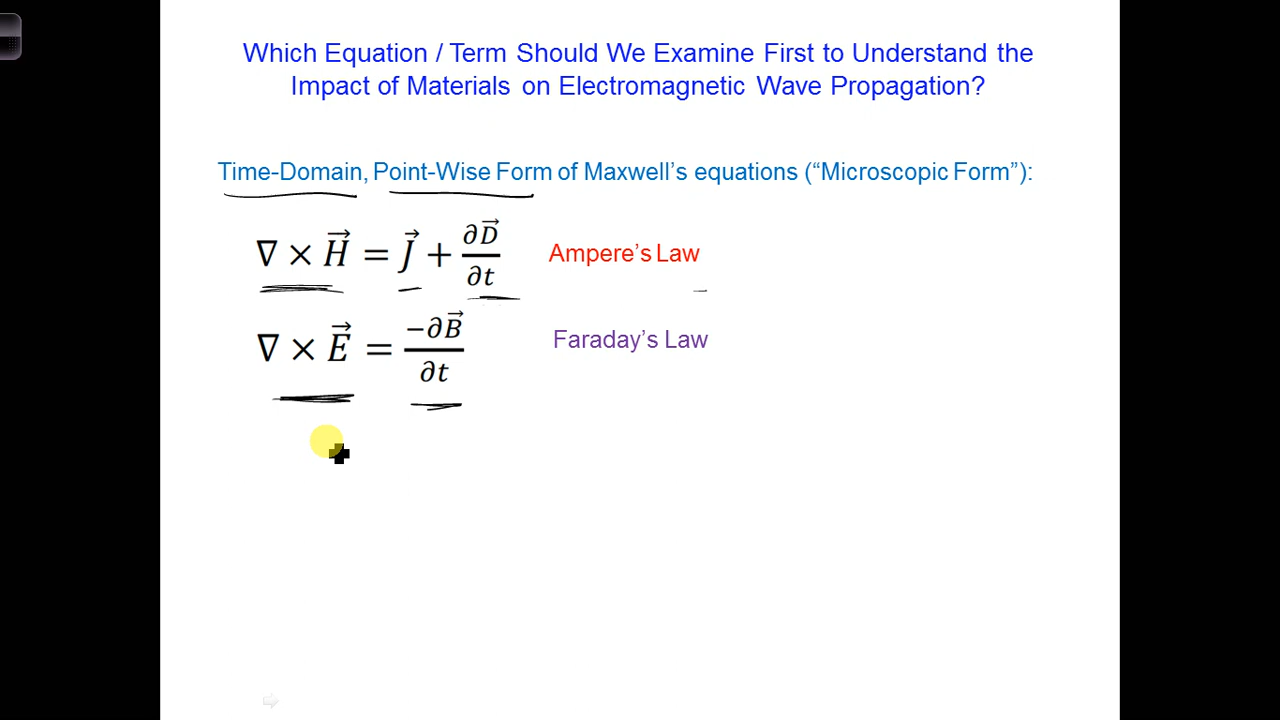 Which Equation / Term Should We Examine First to Understand the
Impact of Materials on Electromagnetic Wave Propagation?
Time-Domain, Point-Wise Form of Maxwell’s equations (“Microscopic Form”):
∇ × H⃗ = J⃗ + ∂D⃗/∂t Ampere’s Law
∇ × E⃗ = −∂B⃗/∂t Faraday’s Law